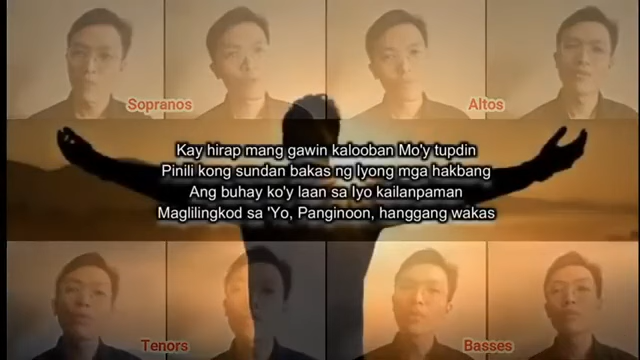 Sopranos
Altos
Kay hirap mang gawin kalooban Mo'y tupdin
Pinili kong sundan bakas ng Iyong mga hakbang
Ang buhay ko'y laan sa Iyo kailanpaman
Maglilingkod sa 'Yo, Panginoon, hanggang wakas
Tenors
Basses